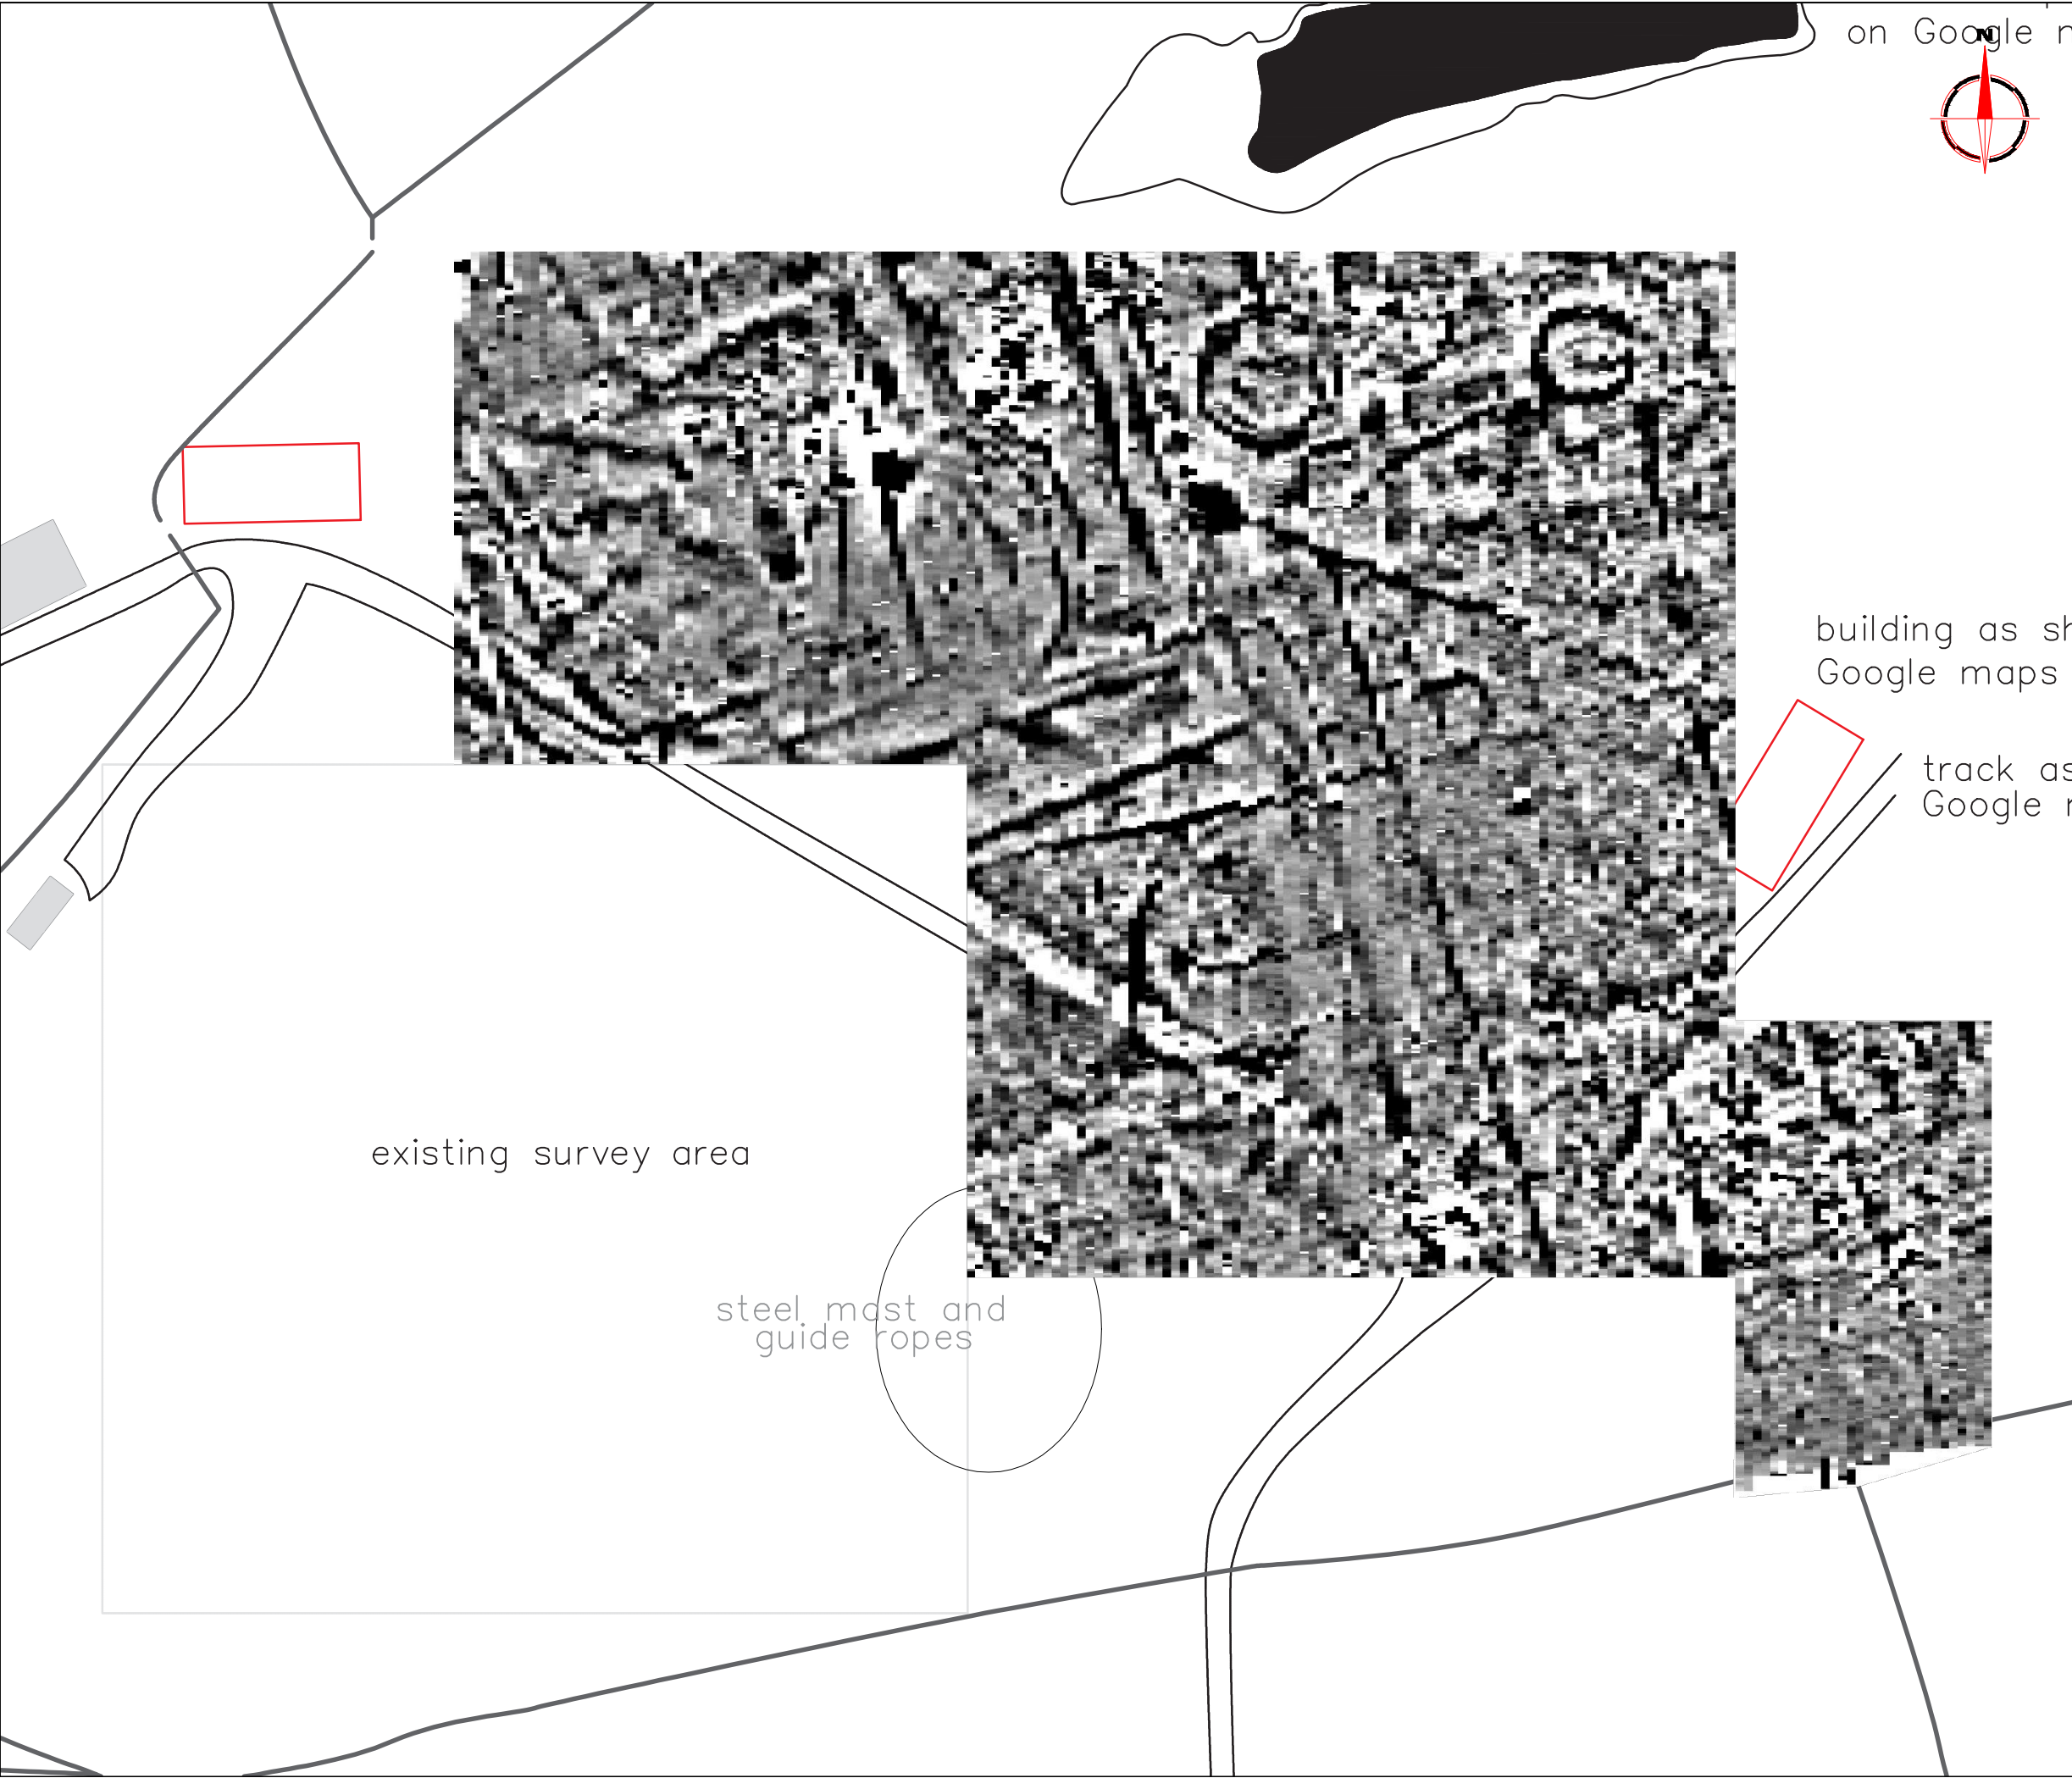 on Google
N
building as
Google maps
track as
Google
existing survey area
steel mast and
guide ropes